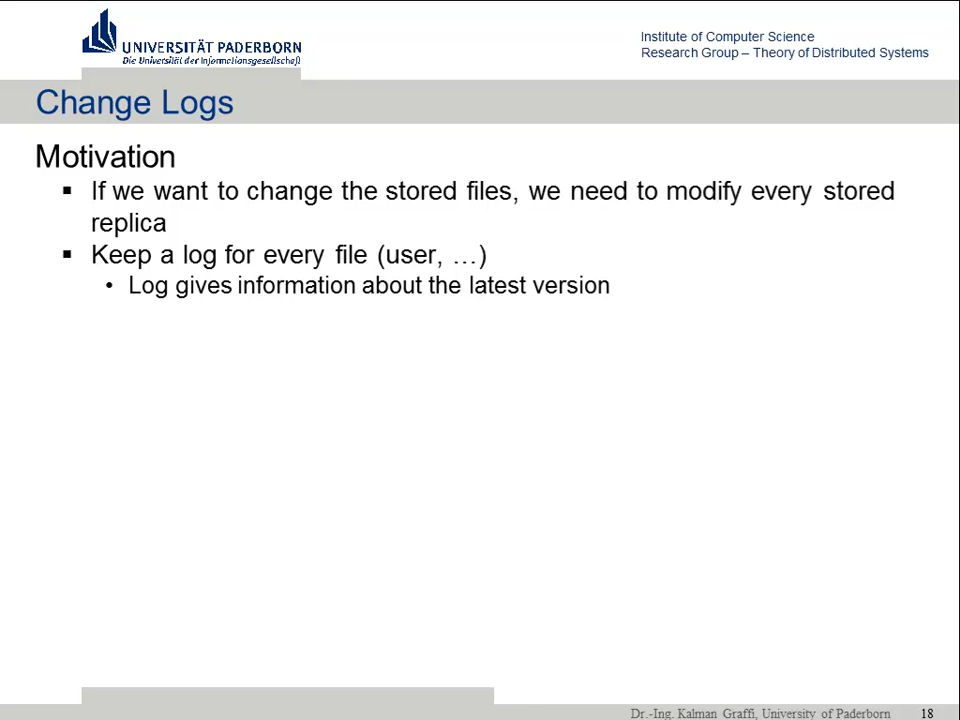 UNIVERSITÄT PADERBORN
Die Universität der Informationsgesellschaft
Institute of Computer Science
Research Group – Theory of Distributed Systems
Change Logs
Motivation
▪ If we want to change the stored files, we need to modify every stored
replica
▪ Keep a log for every file (user, …)
• Log gives information about the latest version
Dr.-Ing. Kalman Graffi, University of Paderborn 18